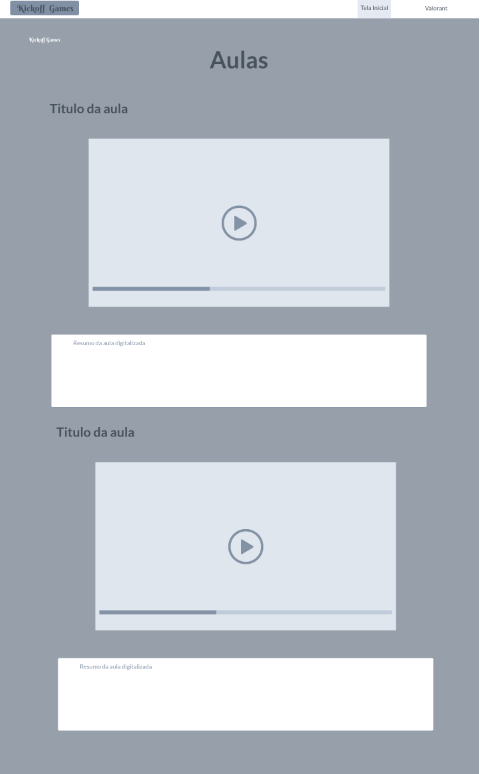 Kickoff Games
Tela Inicial
Valorant
Kickoff Games
Aulas
Titulo da aula
Resumo da aula digitalizada
Titulo da aula
Resumo da aula digitalizada